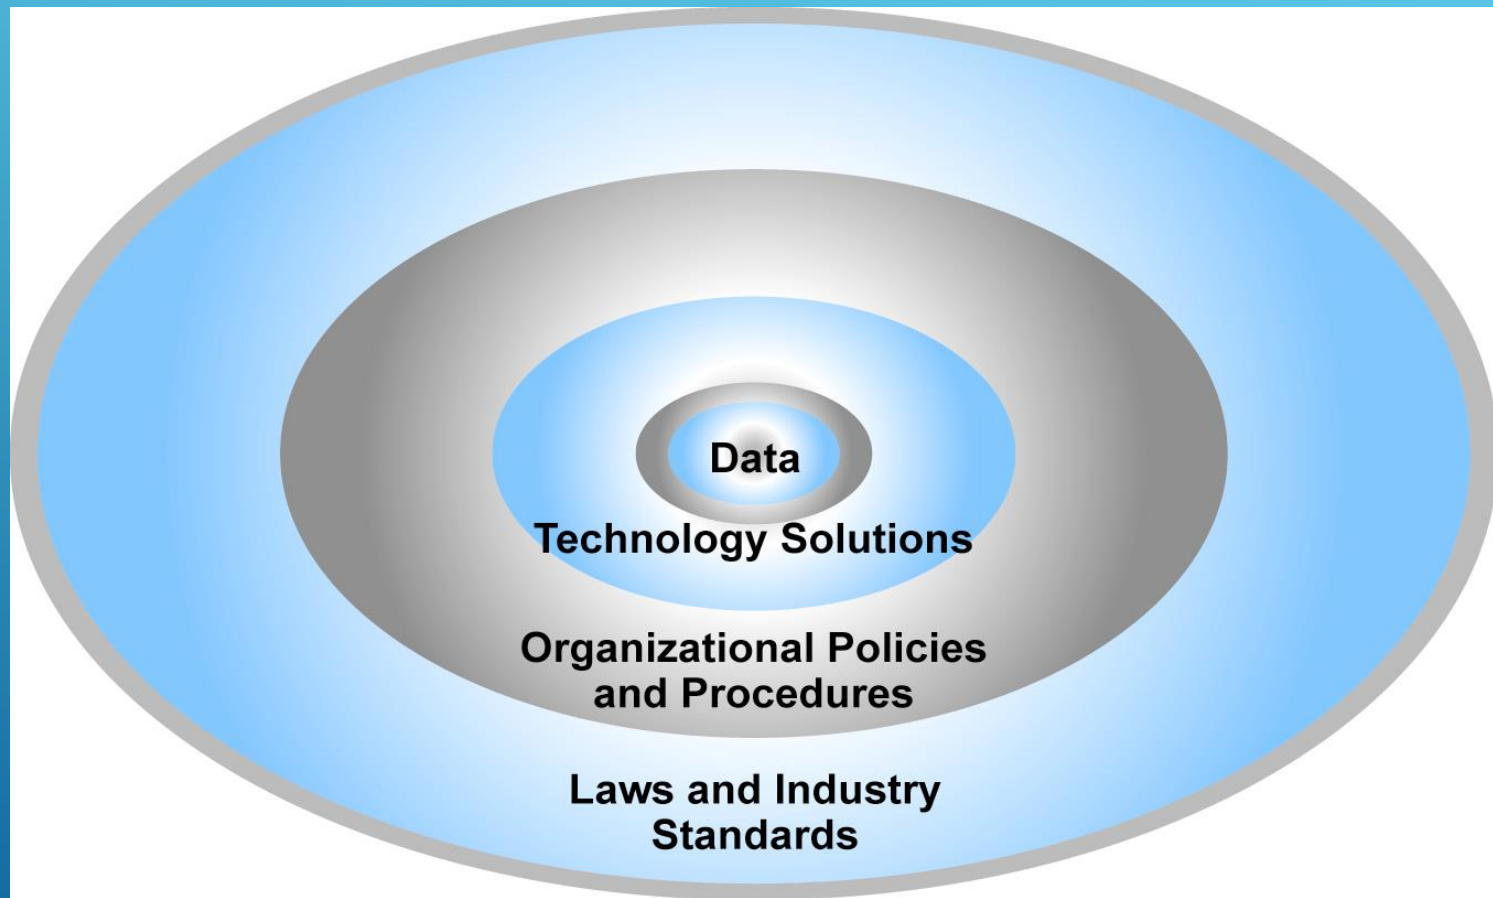 Data
Technology Solutions
Organizational Policies
and Procedures
Laws and Industry
Standards